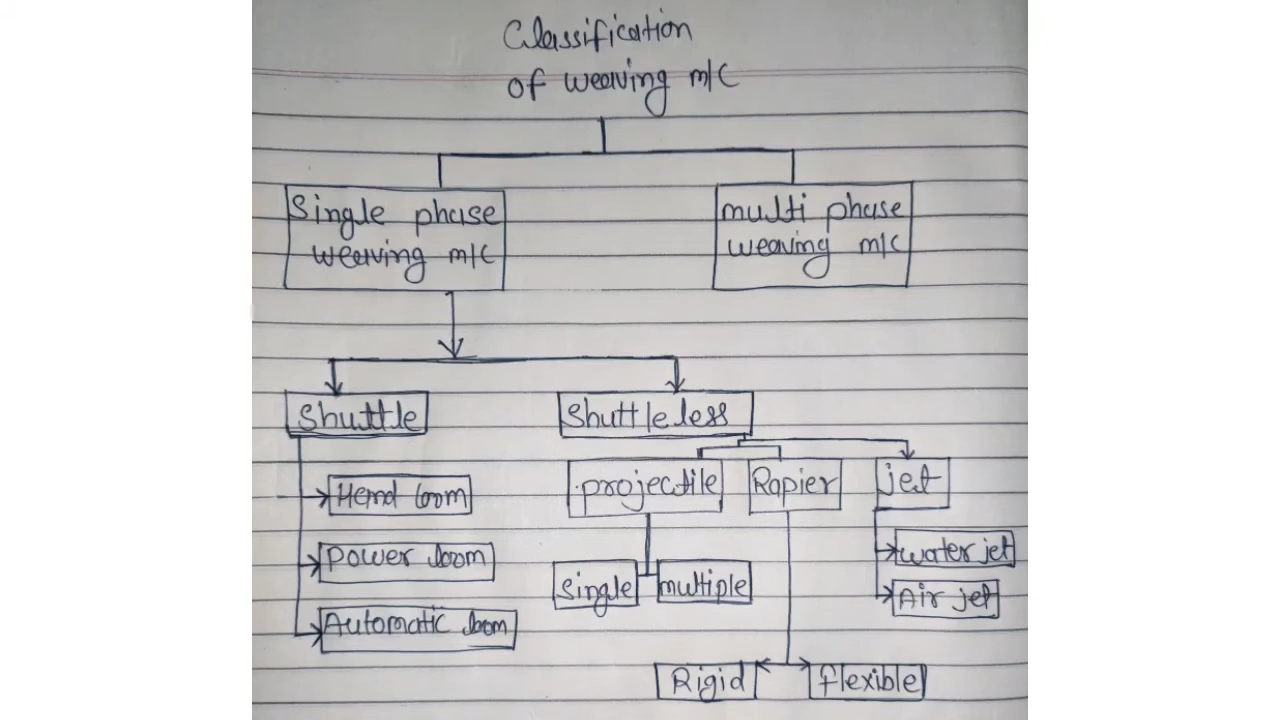 Classification
of weaving m/c
Single phase
weaving m/c
multi phase
weaving m/c
Shuttle
Shuttleless
projectile
Rapier
jet
Hand loom
power loom
Automatic loom
single
multiple
water jet
Air jet
Rigid
flexible